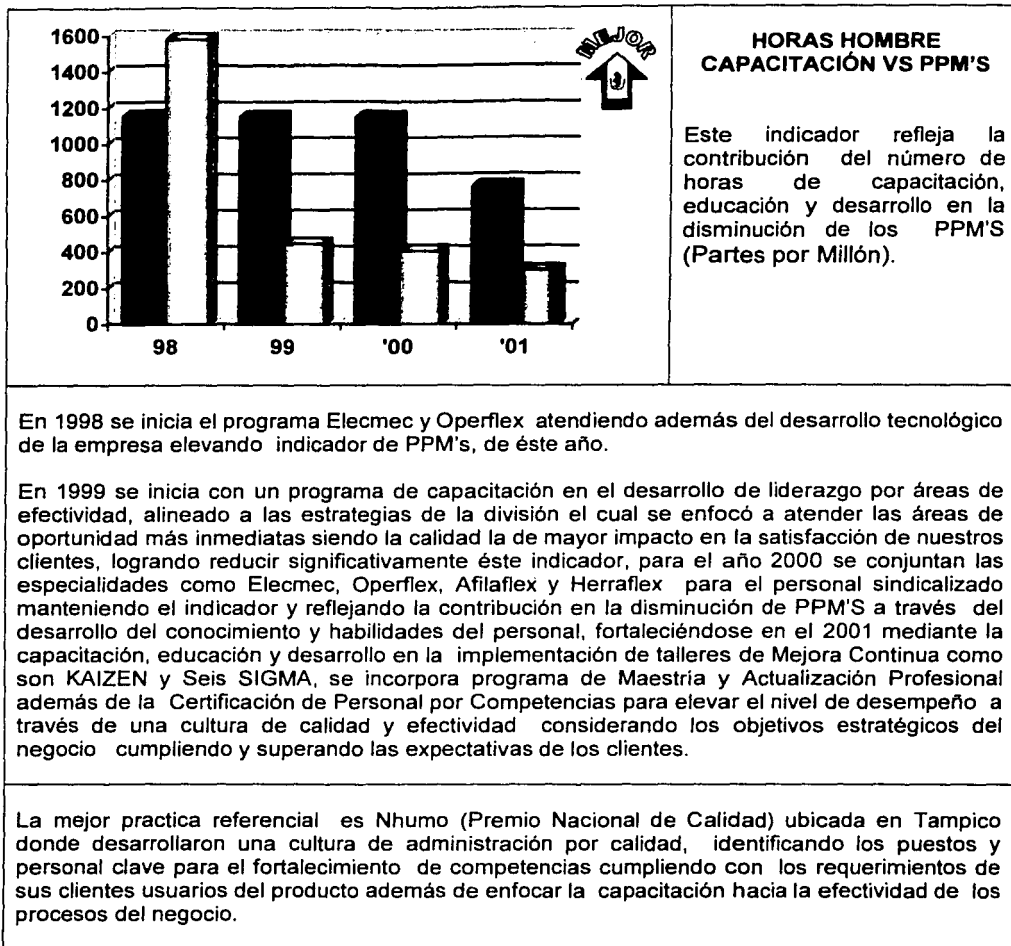 1600
1400
1200
1000
800
600
400
200
0
98 99 '00 '01
MEJOR
HORAS HOMBRE
CAPACITACIÓN VS PPM'S
Este indicador refleja la
contribución del número de
horas de capacitación,
educación y desarrollo en la
disminución de los PPM'S
(Partes por Millón).
En 1998 se inicia el programa Elecmec y Operflex atendiendo además del desarrollo tecnológico
de la empresa elevando indicador de PPM's, de éste año.
En 1999 se inicia con un programa de capacitación en el desarrollo de liderazgo por áreas de
efectividad, alineado a las estrategias de la división el cual se enfocó a atender las áreas de
oportunidad más inmediatas siendo la calidad la de mayor impacto en la satisfacción de nuestros
clientes, logrando reducir significativamente éste indicador, para el año 2000 se conjuntan las
especialidades como Elecmec, Operflex, Afilaflex y Herraflex para el personal sindicalizado
manteniendo el indicador y reflejando la contribución en la disminución de PPM'S a través del
desarrollo del conocimiento y habilidades del personal, fortaleciéndose en el 2001 mediante la
capacitación, educación y desarrollo en la implementación de talleres de Mejora Continua como
son KAIZEN y Seis SIGMA, se incorpora programa de Maestria y Actualización Profesional
además de la Certificación de Personal por Competencias para elevar el nivel de desempeño a
través de una cultura de calidad y efectividad considerando los objetivos estratégicos del
negocio cumpliendo y superando las expectativas de los clientes.
La mejor practica referencial es Nhumo (Premio Nacional de Calidad) ubicada en Tampico
donde desarrollaron una cultura de administración por calidad, identificando los puestos y
personal clave para el fortalecimiento de competencias cumpliendo con los requerimientos de
sus clientes usuarios del producto además de enfocar la capacitación hacia la efectividad de los
procesos del negocio.